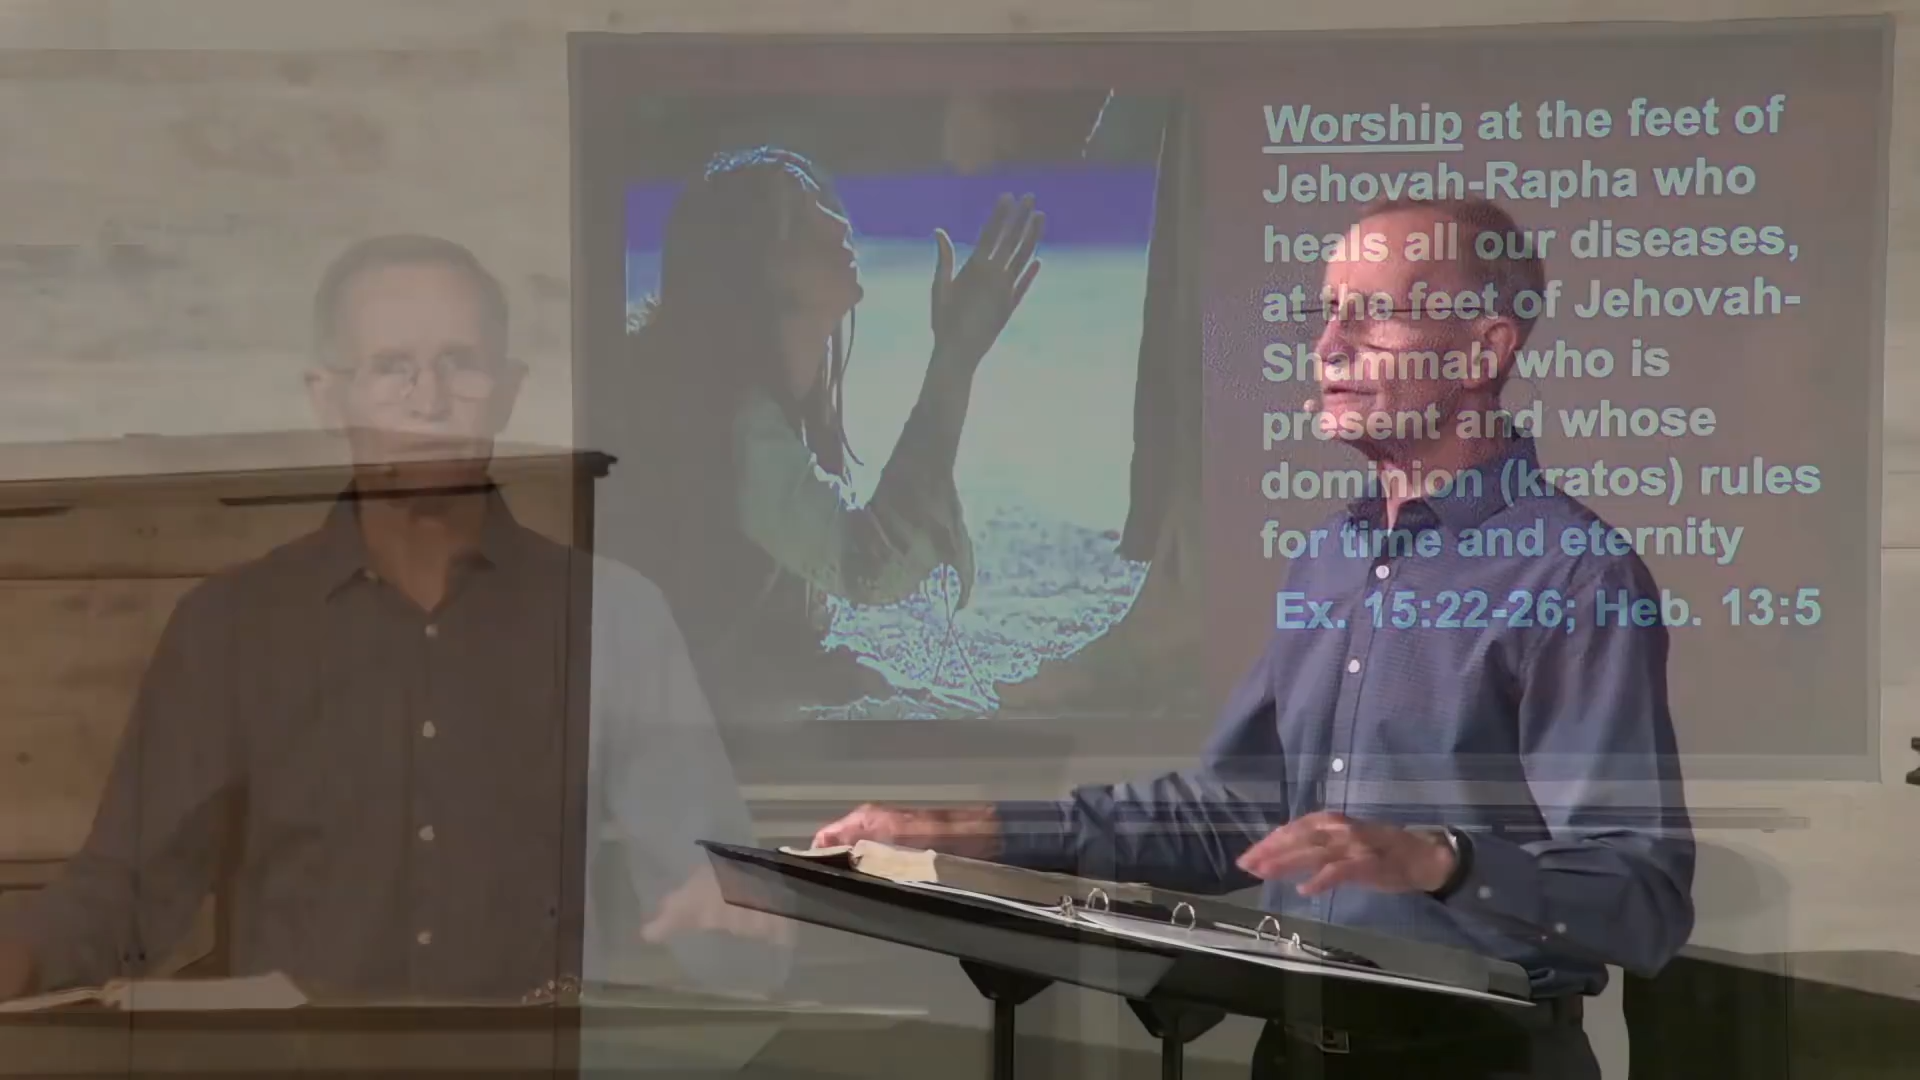 Worship at the feet of
Jehovah-Rapha who
heals all our diseases,
at the feet of Jehovah-
Shammah who is
present and whose
dominion (kratos) rules
for time and eternity
Ex. 15:22-26; Heb. 13:5